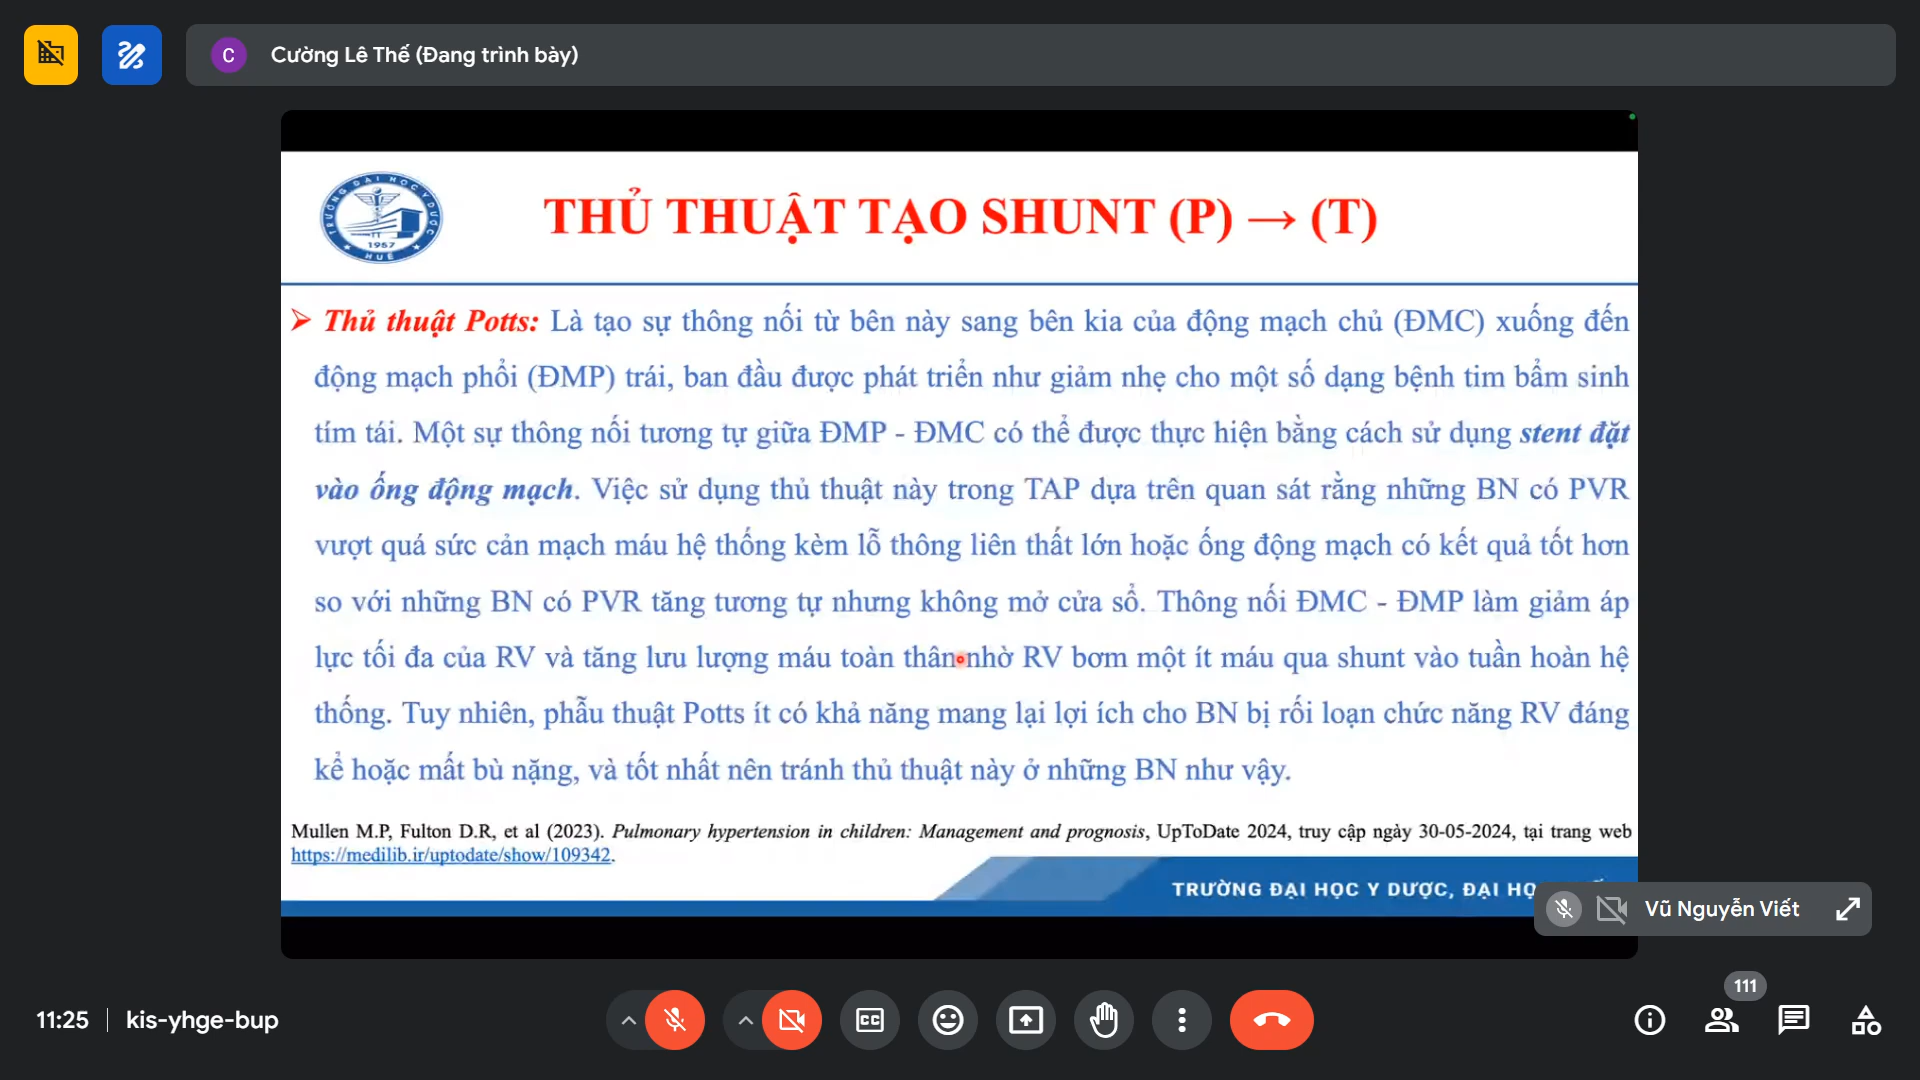 C Cường Lê Thế (Đang trình bày)
TRƯỜNG ĐẠI HỌC Y DƯỢC
1957
HUẾ
THỦ THUẬT TẠO SHUNT (P) → (T)
➢ Thủ thuật Potts: Là tạo sự thông nối từ bên này sang bên kia của động mạch chủ (ĐMC) xuống đến
động mạch phổi (ĐMP) trái, ban đầu được phát triển như giảm nhẹ cho một số dạng bệnh tim bẩm sinh
tím tái. Một sự thông nối tương tự giữa ĐMP - ĐMC có thể được thực hiện bằng cách sử dụng stent đặt
vào ống động mạch. Việc sử dụng thủ thuật này trong TAP dựa trên quan sát rằng những BN có PVR
vượt quá sức cản mạch máu hệ thống kèm lỗ thông liên thất lớn hoặc ống động mạch có kết quả tốt hơn
so với những BN có PVR tăng tương tự nhưng không mở cửa sổ. Thông nối ĐMC - ĐMP làm giảm áp
lực tối đa của RV và tăng lưu lượng máu toàn thân nhờ RV bơm một ít máu qua shunt vào tuần hoàn hệ
thống. Tuy nhiên, phẫu thuật Potts ít có khả năng mang lại lợi ích cho BN bị rối loạn chức năng RV đáng
kể hoặc mất bù nặng, và tốt nhất nên tránh thủ thuật này ở những BN như vậy.
Mullen M.P, Fulton D.R, et al (2023). Pulmonary hypertension in children: Management and prognosis, UpToDate 2024, truy cập ngày 30-05-2024, tại trang web
https://medilib.ir/uptodate/show/109342.
TRƯỜNG ĐẠI HỌC Y DƯỢC, ĐẠI HỌ
Vũ Nguyễn Viết
111
11:25 kis-yhge-bup
CC